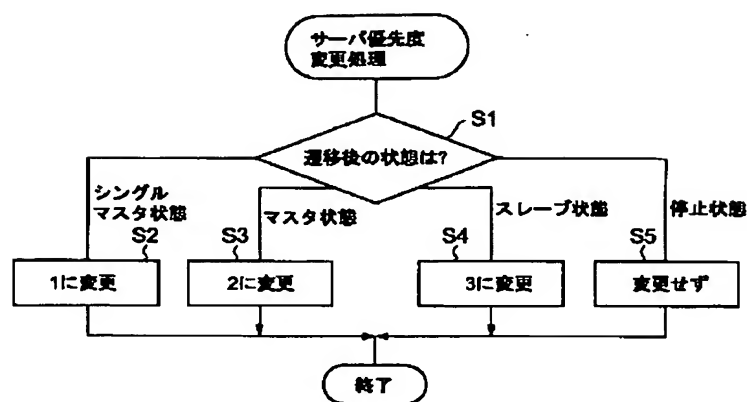 サーバ優先度
変更処理
S1
遷移後の状態は?
シングル
マスタ状態
マスタ状態
スレーブ状態
停止状態
S2
S3
S4
S5
1に変更
2に変更
3に変更
変更せず
終了